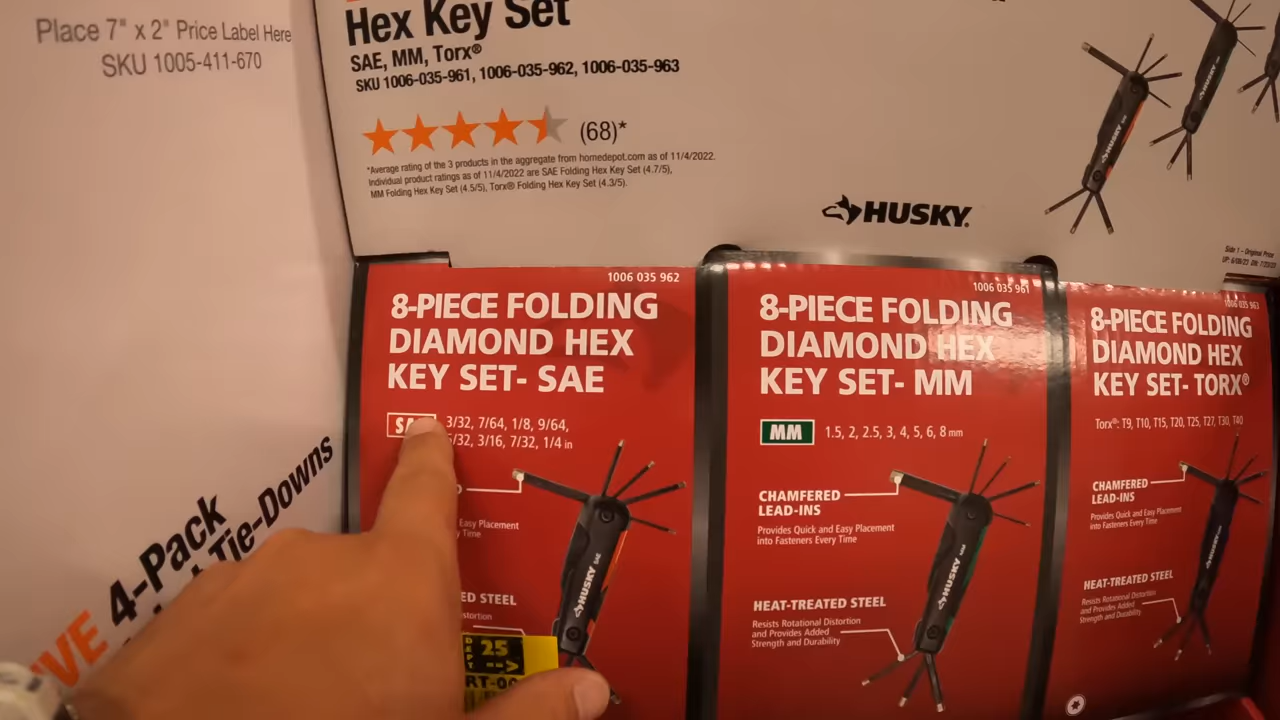 Place 7" x 2" Price Label Here
SKU 1005-411-670
Hex Key Set
SAE, MM, Torx®
SKU 1006-035-961, 1006-035-962, 1006-035-963
(68)*
*Average rating of the 3 products in the aggregate from homedepot.com as of 11/4/2022.
Individual product ratings as of 11/4/2022 are SAE Folding Hex Key Set (4.7/5),
MM Folding Hex Key Set (4.5/5), Torx® Folding Hex Key Set (4.3/5).
HUSKY
Side 1 - Original Price
4-Pack
Tie-Downs
1006 035 962
8-PIECE FOLDING
DIAMOND HEX
KEY SET- SAE
3/32, 7/64, 1/8, 9/64,
5/32, 3/16, 7/32, 1/4 in
Easy Placement
Time
STEEL
HUSKY SAE
DEPT 25
-->
1006 035 961
8-PIECE FOLDING
DIAMOND HEX
KEY SET- MM
MM 1.5, 2, 2.5, 3, 4, 5, 6, 8 mm
CHAMFERED
LEAD-INS
Provides Quick and Easy Placement
into Fasteners Every Time
HUSKY
HEAT-TREATED STEEL
Resists Rotational Distortion
and Provides Added
Strength and Durability
1006 035 963
8-PIECE FOLDING
DIAMOND HEX
KEY SET- TORX®
Torx®: T9, T10, T15, T20, T25, T27, T30, T40
CHAMFERED
LEAD-INS
Provides Quick and Easy Placement
into Fasteners Every Time
HUSKY
HEAT-TREATED STEEL
Resists Rotational Distortion
and Provides Added
Strength and Durability